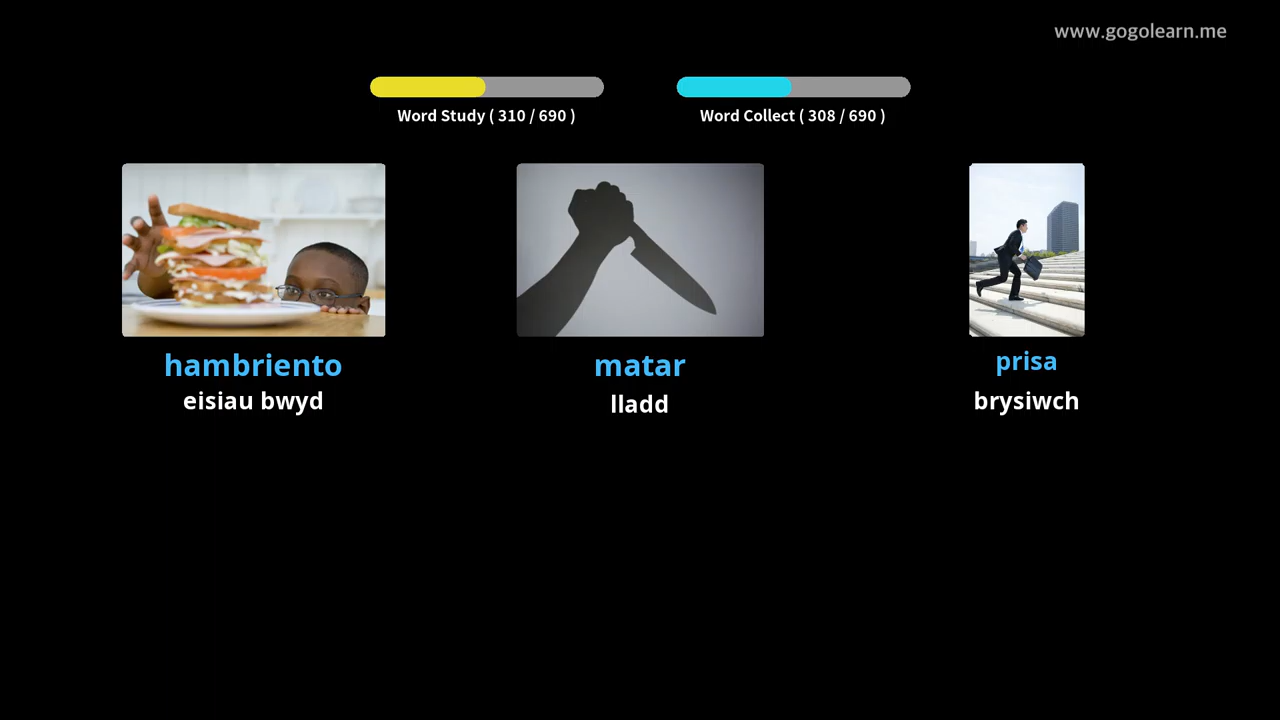 www.gogolearn.me
Word Study ( 310 / 690 )
Word Collect ( 308 / 690 )
hambriento
eisiau bwyd
matar
lladd
prisa
brysiwch